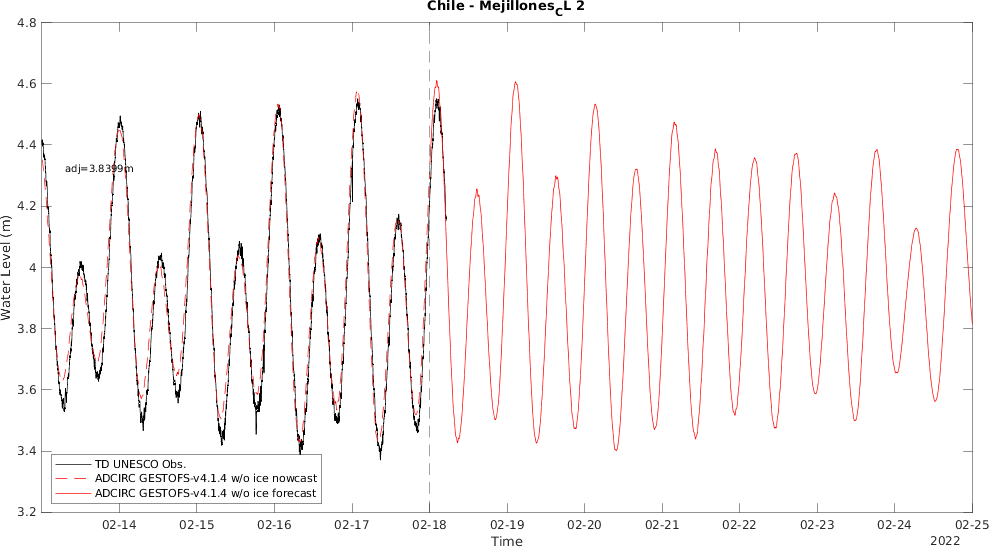 Chile - Mejillones_CL 2
4.8
4.6
4.4
4.2
4
3.8
3.6
3.4
3.2
Water Level (m)
adj=3.8399m
TD UNESCO Obs.
ADCIRC GESTOFS-v4.1.4 w/o ice nowcast
ADCIRC GESTOFS-v4.1.4 w/o ice forecast
02-14 02-15 02-16 02-17 02-18 02-19 02-20 02-21 02-22 02-23 02-24 02-25
Time
2022